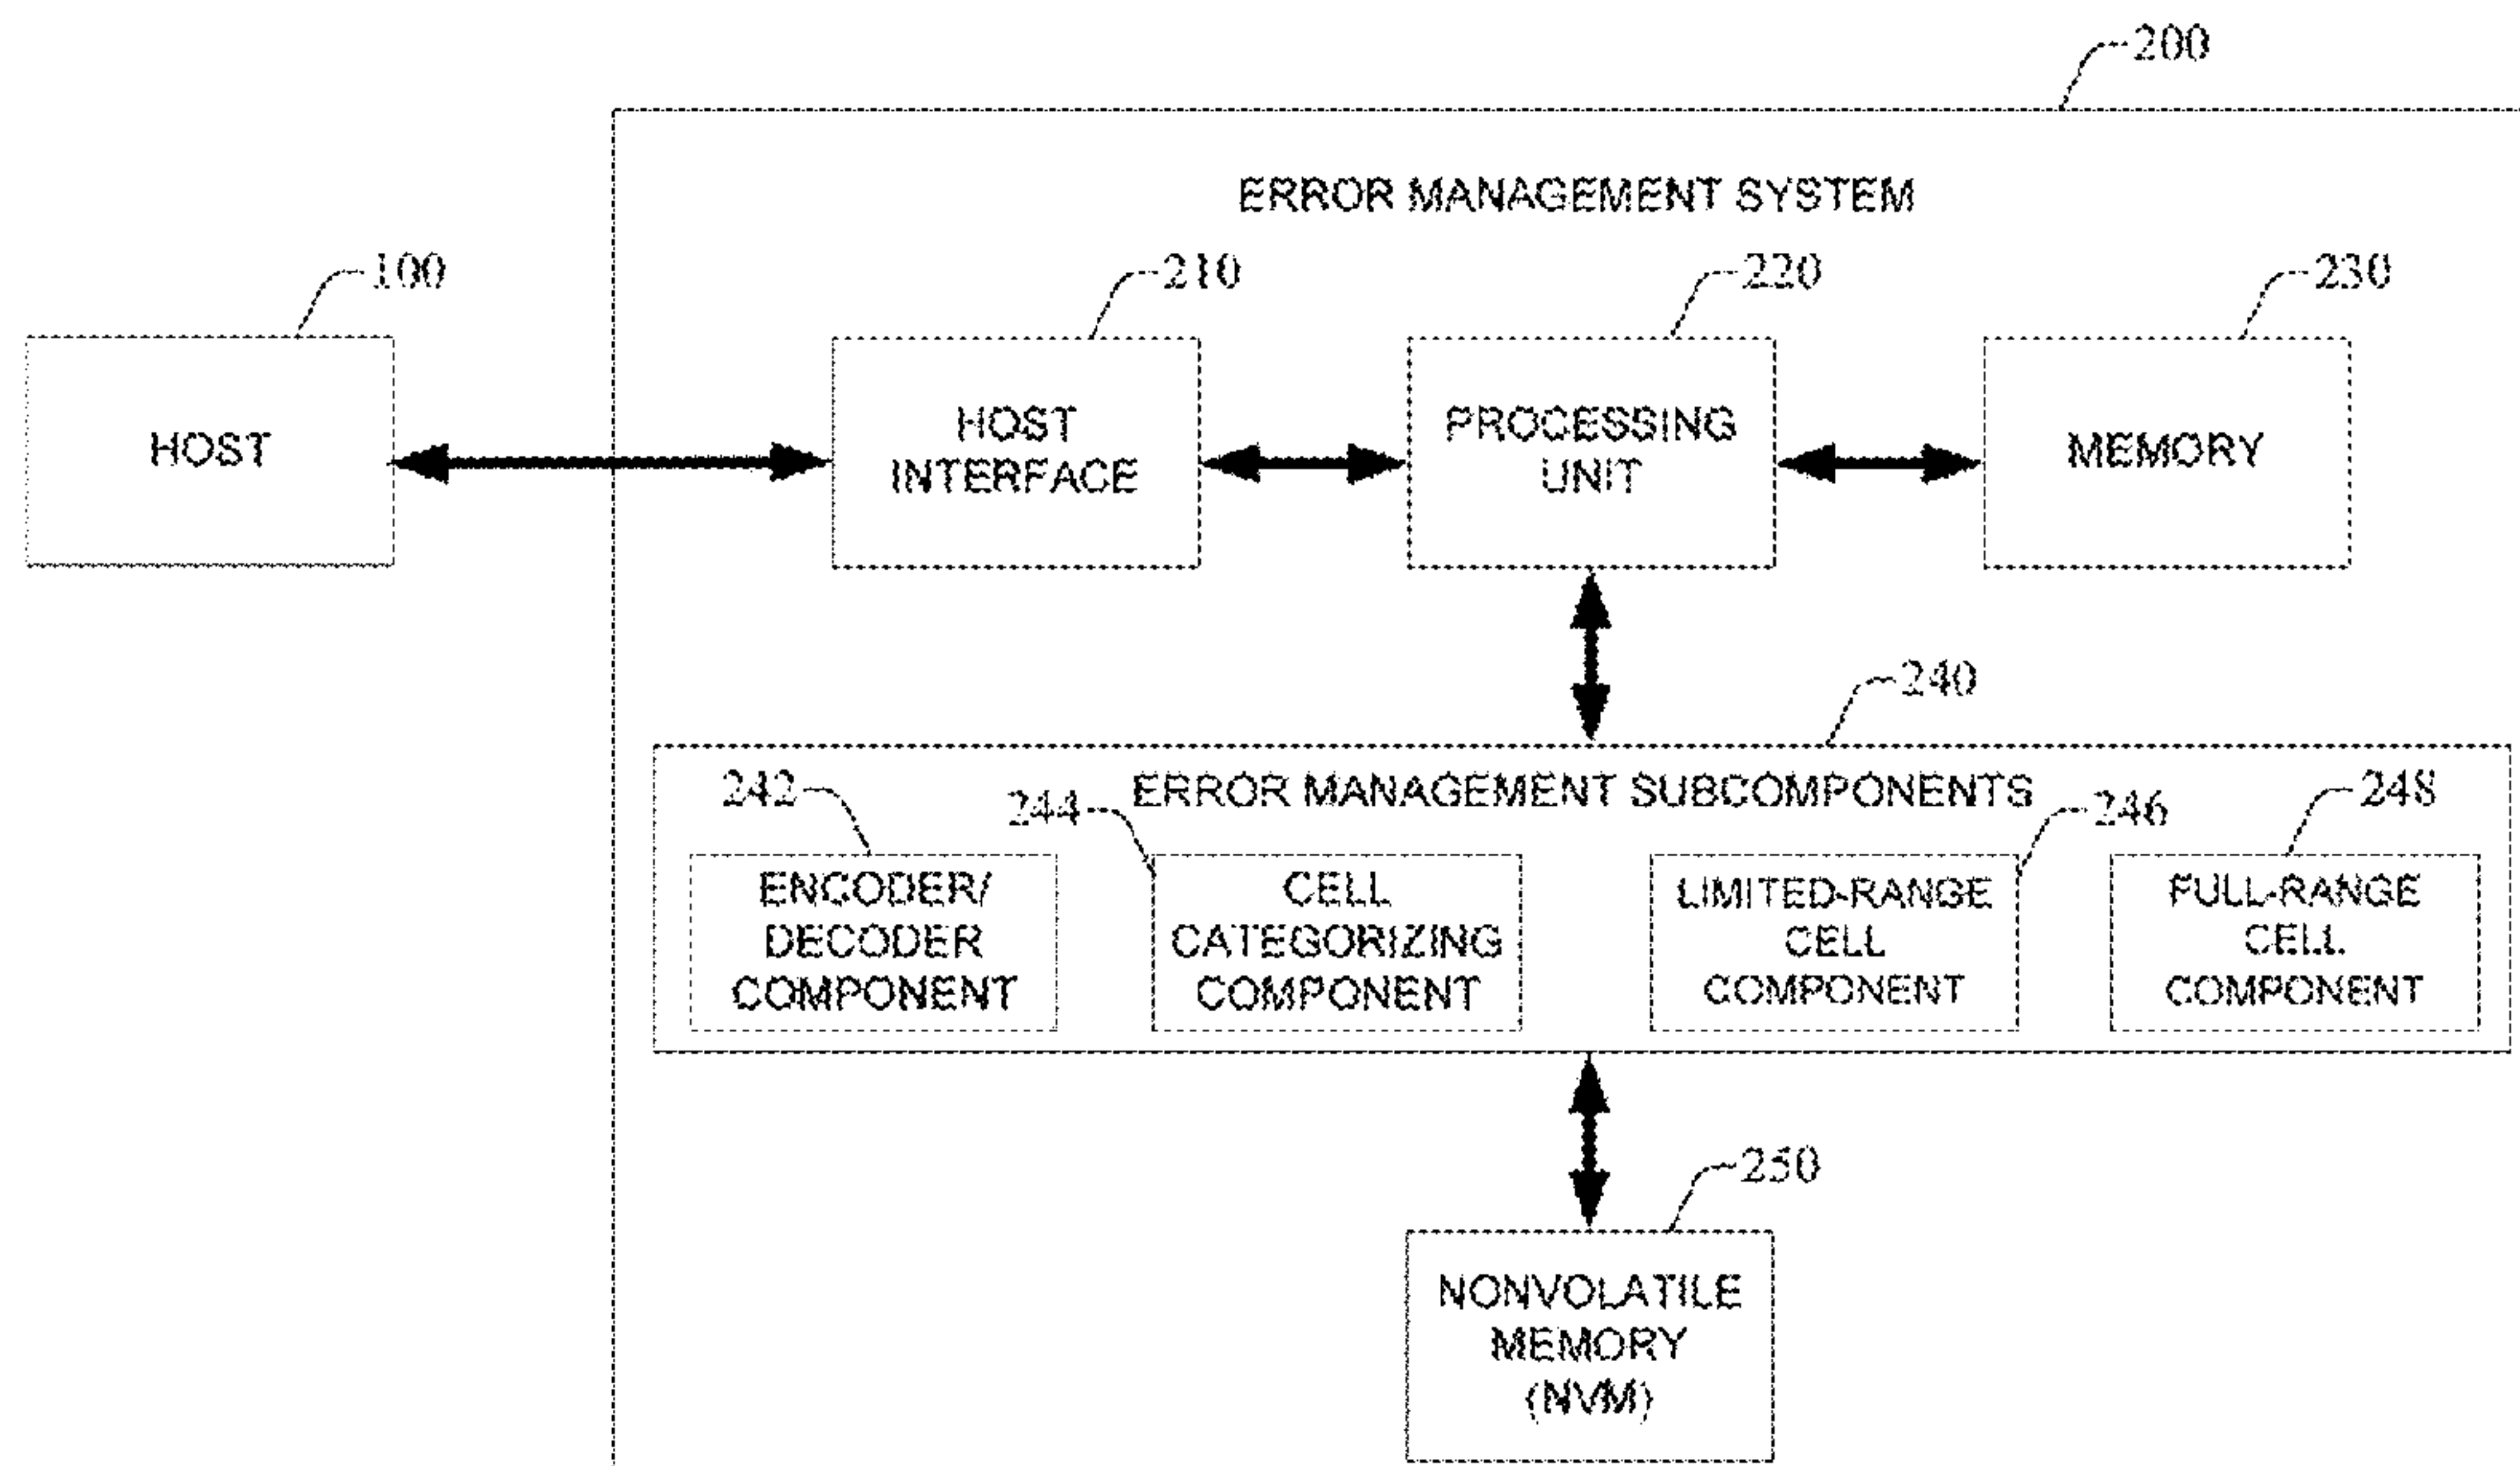 200
ERROR MANAGEMENT SYSTEM
100
210
220
230
HOST
HOST
INTERFACE
PROCESSING
UNIT
MEMORY
240
242
244
ERROR MANAGEMENT SUBCOMPONENTS
246
248
ENCODER/
DECODER
COMPONENT
CELL
CATEGORIZING
COMPONENT
LIMITED-RANGE
CELL
COMPONENT
FULL-RANGE
CELL
COMPONENT
250
NONVOLATILE
MEMORY
(NVM)